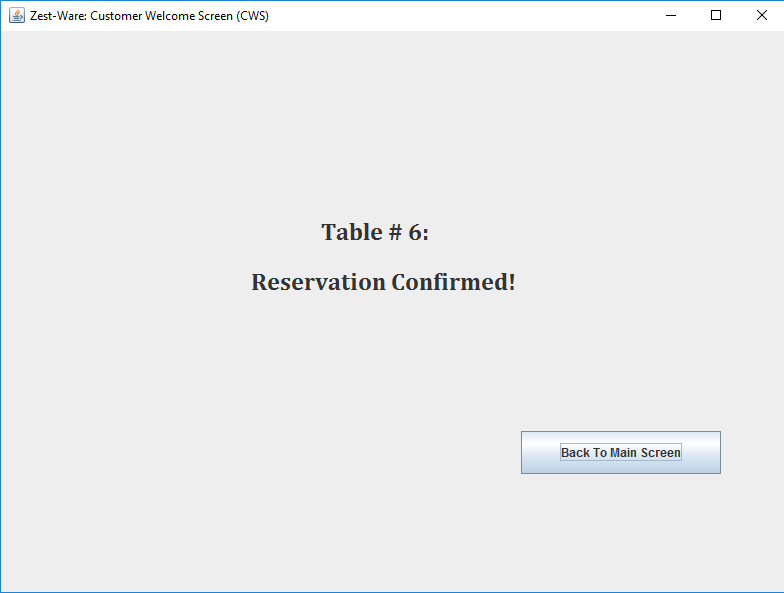 Zest-Ware: Customer Welcome Screen (CWS)
Table # 6:
Reservation Confirmed!
Back To Main Screen